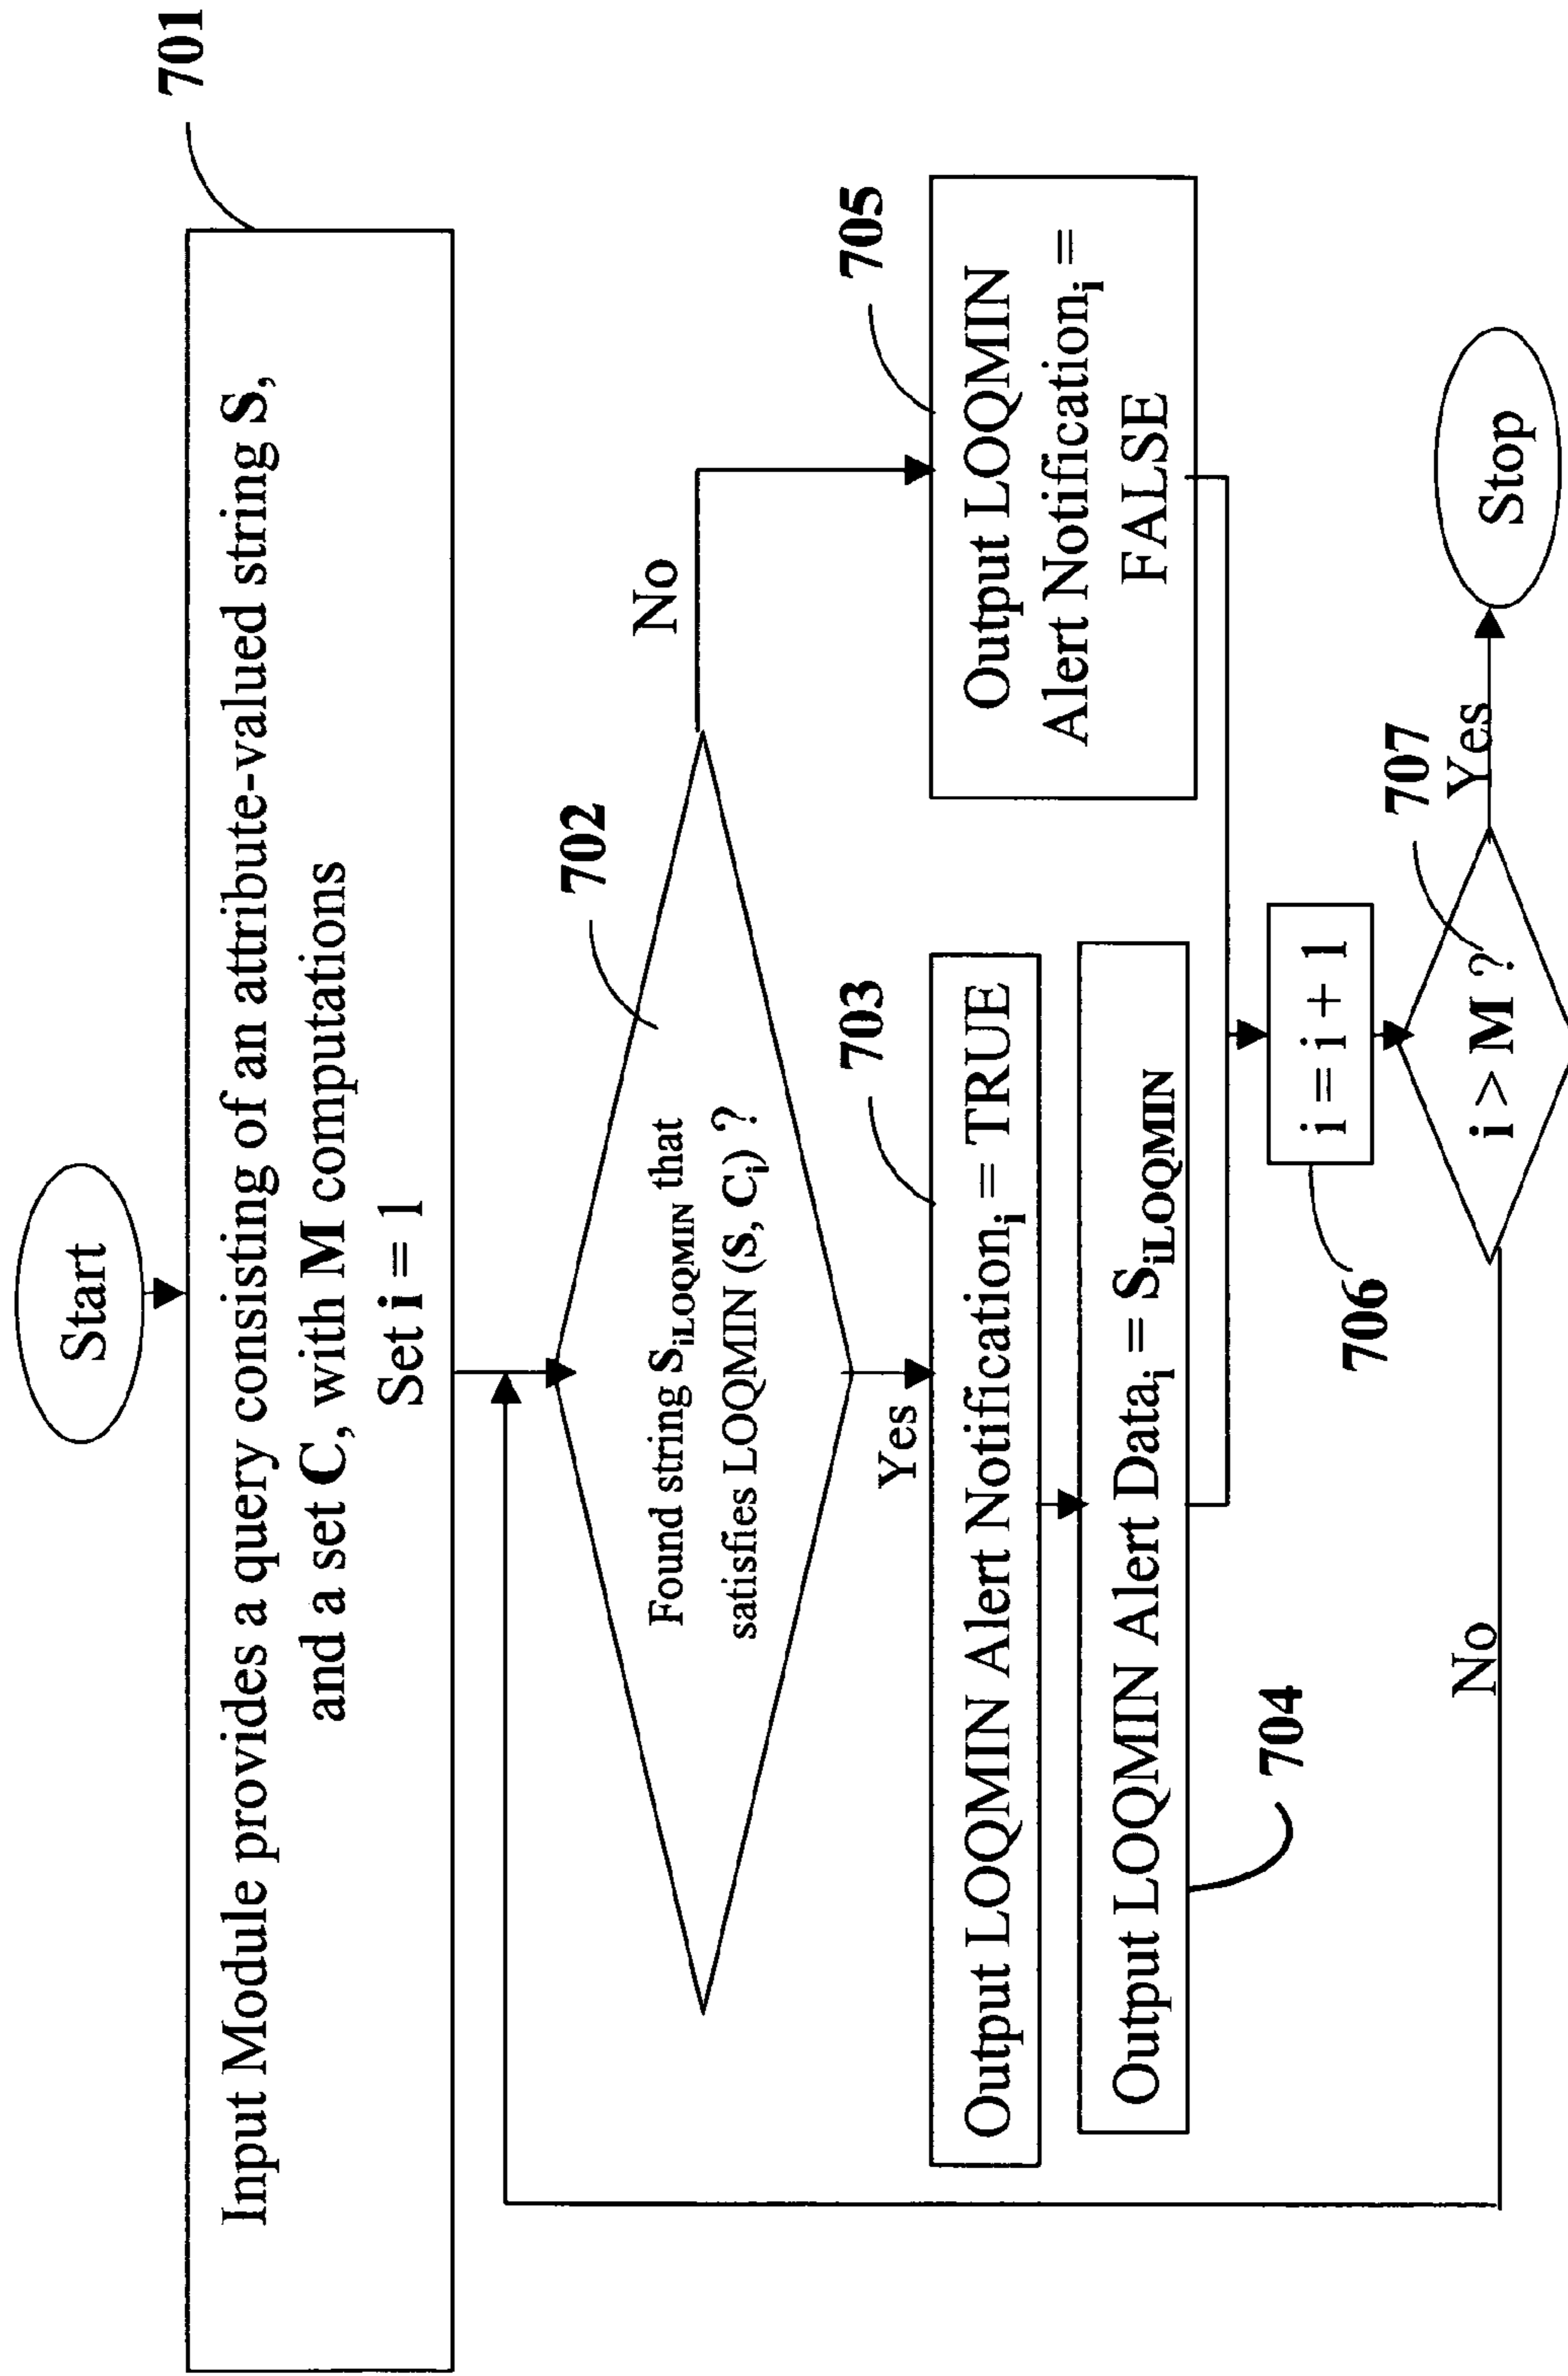 Start
701
Input Module provides a query consisting of an attribute-valued string S,
and a set C, with M computations
Set i = 1
702
Found string SiLOQMIN that
satisfies LOQMIN (S, Ci) ?
No
Yes
703
Output LOQMIN Alert Notificationi = TRUE
Output LOQMIN Alert Datai = SiLOQMIN
704
705
Output LOQMIN
Alert Notificationi =
FALSE
i = i + 1
706
707
i > M ?
Yes
Stop
No